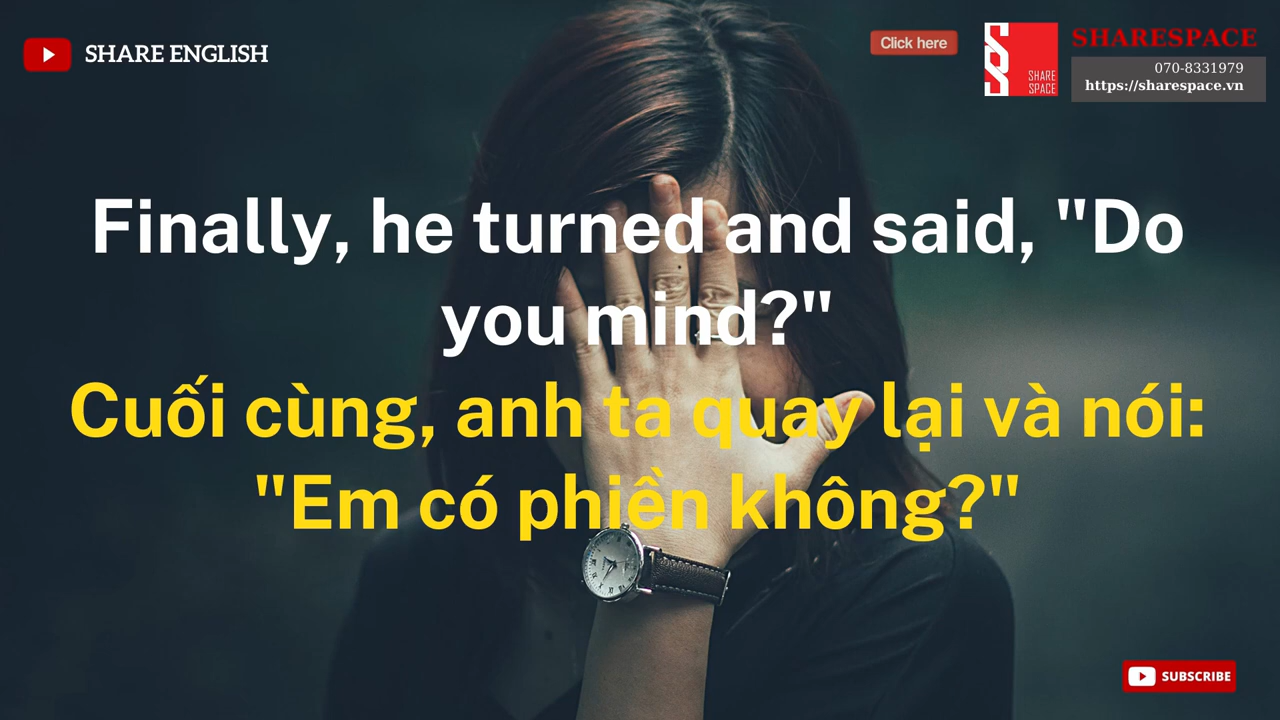 SHARE ENGLISH
Click here
SHARE
SPACE
SHARESPACE
070-8331979
https://sharespace.vn
Finally, he turned and said, "Do
you mind?"
Cuối cùng, anh ta quay lại và nói:
"Em có phiền không?"
SUBSCRIBE